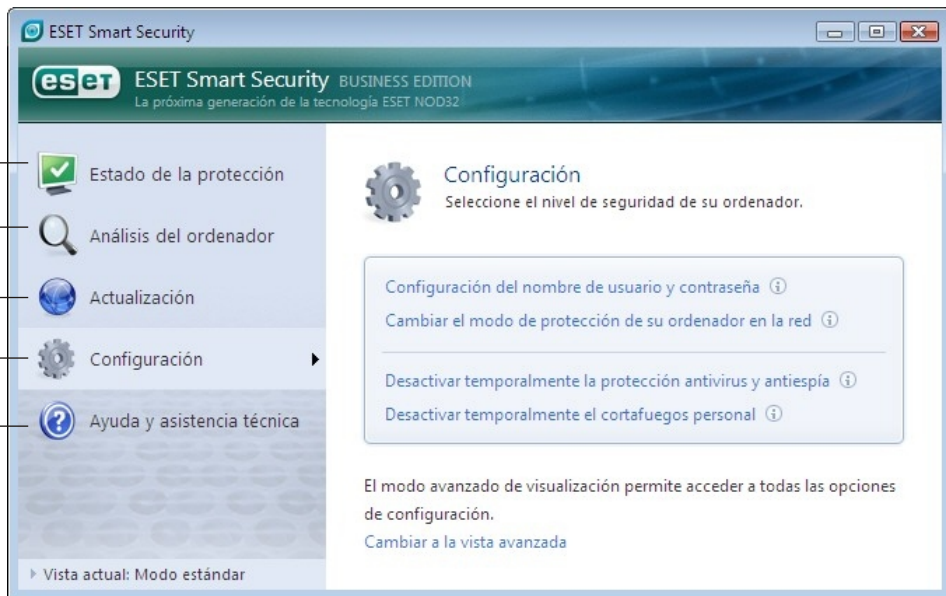 ESET Smart Security
eseT ESET Smart Security BUSINESS EDITION
La próxima generación de la tecnología ESET NOD32
Estado de la protección
Análisis del ordenador
Actualización
Configuración
Ayuda y asistencia técnica
Vista actual: Modo estándar
Configuración
Seleccione el nivel de seguridad de su ordenador.
Configuración del nombre de usuario y contraseña
Cambiar el modo de protección de su ordenador en la red
Desactivar temporalmente la protección antivirus y antiespía
Desactivar temporalmente el cortafuegos personal
El modo avanzado de visualización permite acceder a todas las opciones
de configuración.
Cambiar a la vista avanzada